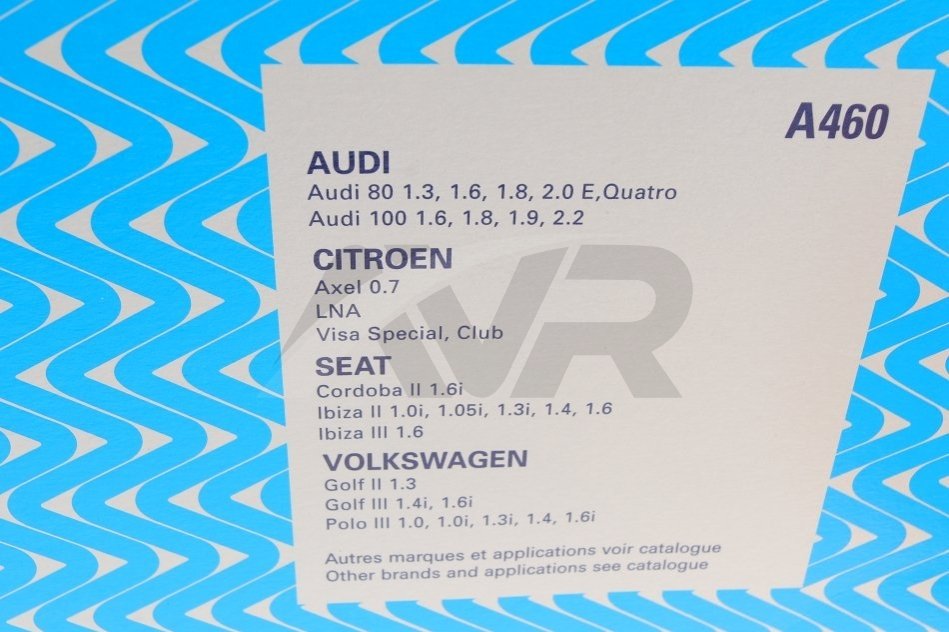 A460
AUDI
Audi 80 1.3, 1.6, 1.8, 2.0 E,Quatro
Audi 100 1.6, 1.8, 1.9, 2.2
CITROEN
Axel 0.7
LNA
Visa Special, Club
SEAT
Cordoba II 1.6i
Ibiza II 1.0i, 1.05i, 1.3i, 1.4, 1.6
Ibiza III 1.6
VOLKSWAGEN
Golf II 1.3
Golf III 1.4i, 1.6i
Polo III 1.0, 1.0i, 1.3i, 1.4, 1.6i
Autres marques et applications voir catalogue
Other brands and applications see catalogue